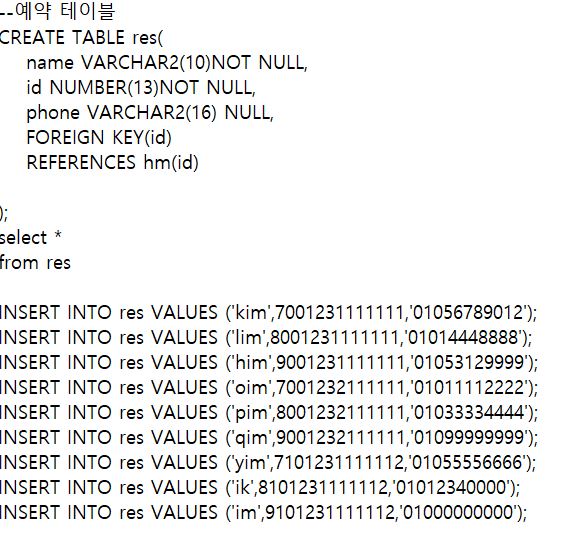 --예약 테이블
CREATE TABLE res(
name VARCHAR2(10)NOT NULL,
id NUMBER(13)NOT NULL,
phone VARCHAR2(16) NULL,
FOREIGN KEY(id)
REFERENCES hm(id)
);
select *
from res
INSERT INTO res VALUES ('kim',7001231111111,'01056789012');
INSERT INTO res VALUES ('lim',8001231111111,'01014448888');
INSERT INTO res VALUES ('him',9001231111111,'01053129999');
INSERT INTO res VALUES ('oim',7001232111111,'01011112222');
INSERT INTO res VALUES ('pim',8001232111111,'01033334444');
INSERT INTO res VALUES ('qim',9001232111111,'01099999999');
INSERT INTO res VALUES ('yim',7101231111112,'01055556666');
INSERT INTO res VALUES ('ik',8101231111112,'01012340000');
INSERT INTO res VALUES ('im',9101231111112,'01000000000');